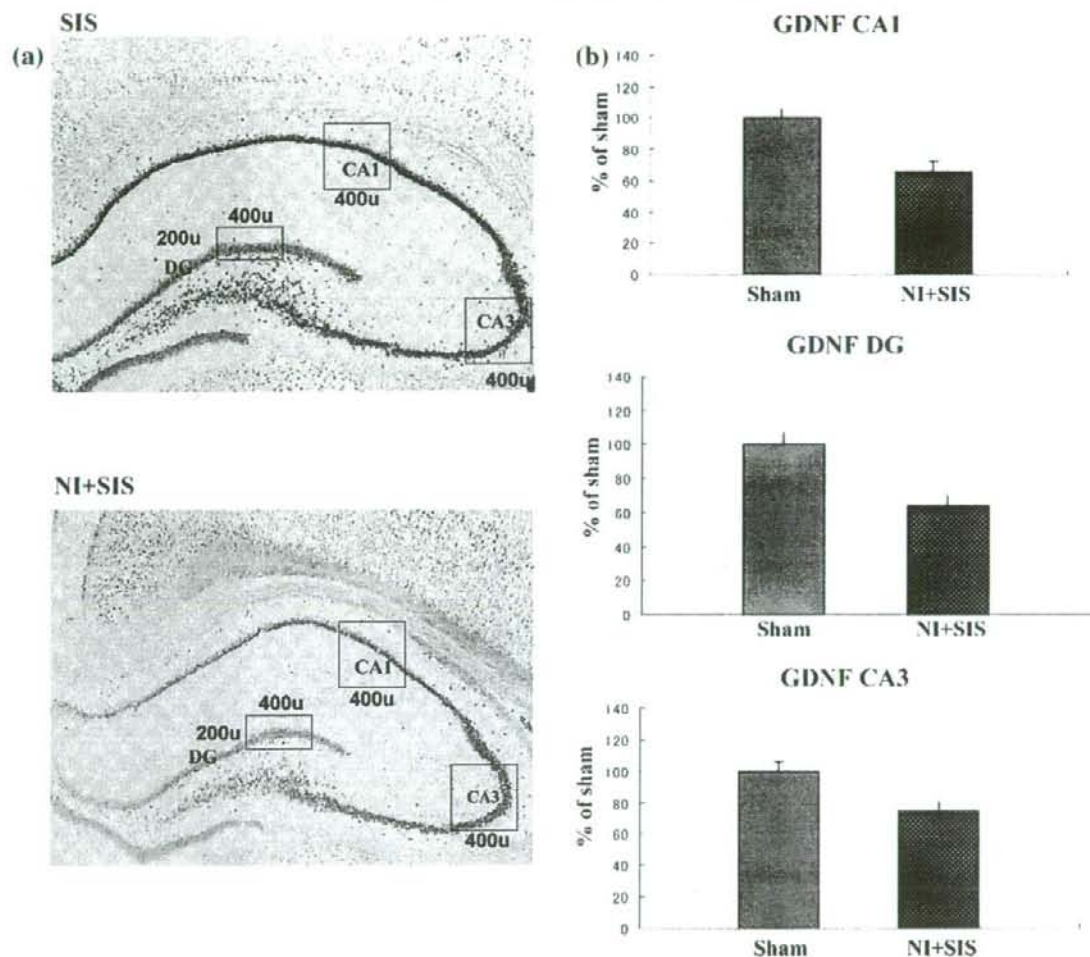 SIS
(a)
CA1
400u
400u
200u
DG
CA3
400u
NI+SIS
CA1
400u
400u
200u
DG
CA3
400u
(b)
GDNF CA1
% of sham
140
120
100
80
60
40
20
0
Sham NI+SIS
GDNF DG
% of sham
140
120
100
80
60
40
20
0
Sham NI+SIS
GDNF CA3
% of sham
140
120
100
80
60
40
20
0
Sham NI+SIS